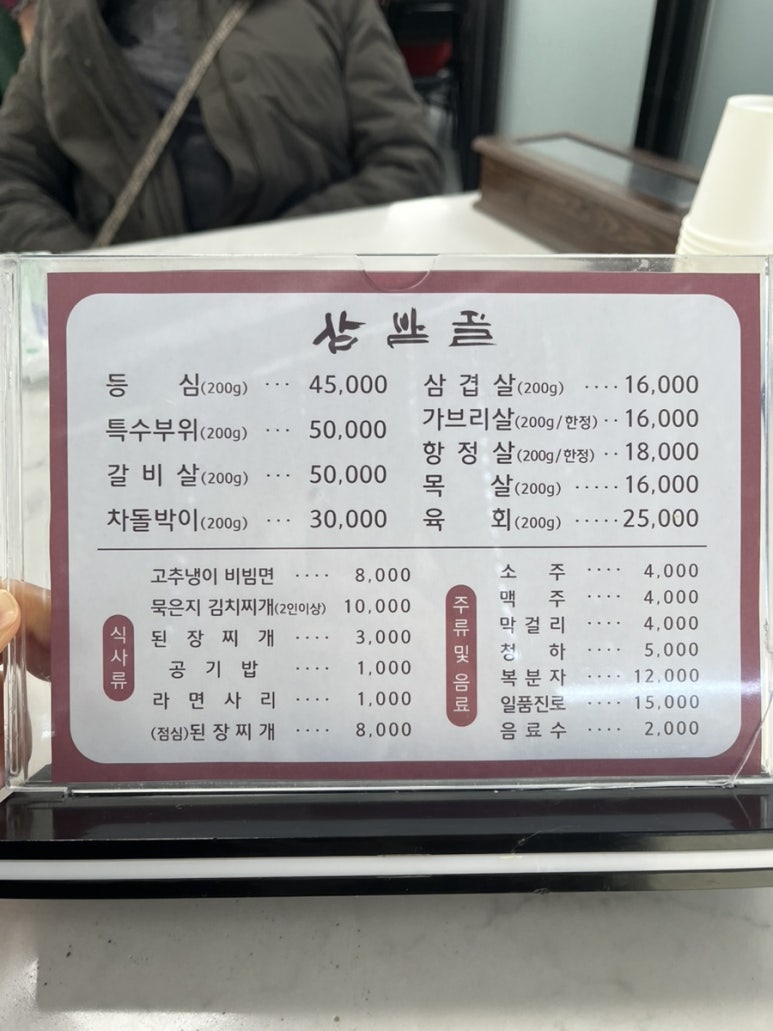 등 심(200g) ··· 45,000
특수부위(200g) ··· 50,000
갈 비 살(200g) ··· 50,000
차돌박이(200g) ··· 30,000
삼 겹 살(200g) ···· 16,000
가브리살(200g/한정) ·· 16,000
항 정 살(200g/한정) ·· 18,000
목 살(200g) ····· 16,000
육 회(200g) ····· 25,000
식사류
고추냉이 비빔면 ···· 8,000
묵은지 김치찌개(2인이상) 10,000
된 장 찌 개 ···· 3,000
공 기 밥 ···· 1,000
라 면 사 리 ···· 1,000
(점심)된 장 찌 개 ···· 8,000
주류 및 음료
소 주 ···· 4,000
맥 주 ···· 4,000
막 걸 리 ···· 4,000
청 하 ···· 5,000
복 분 자 ···· 12,000
일품진로 ···· 15,000
음 료 수 ···· 2,000